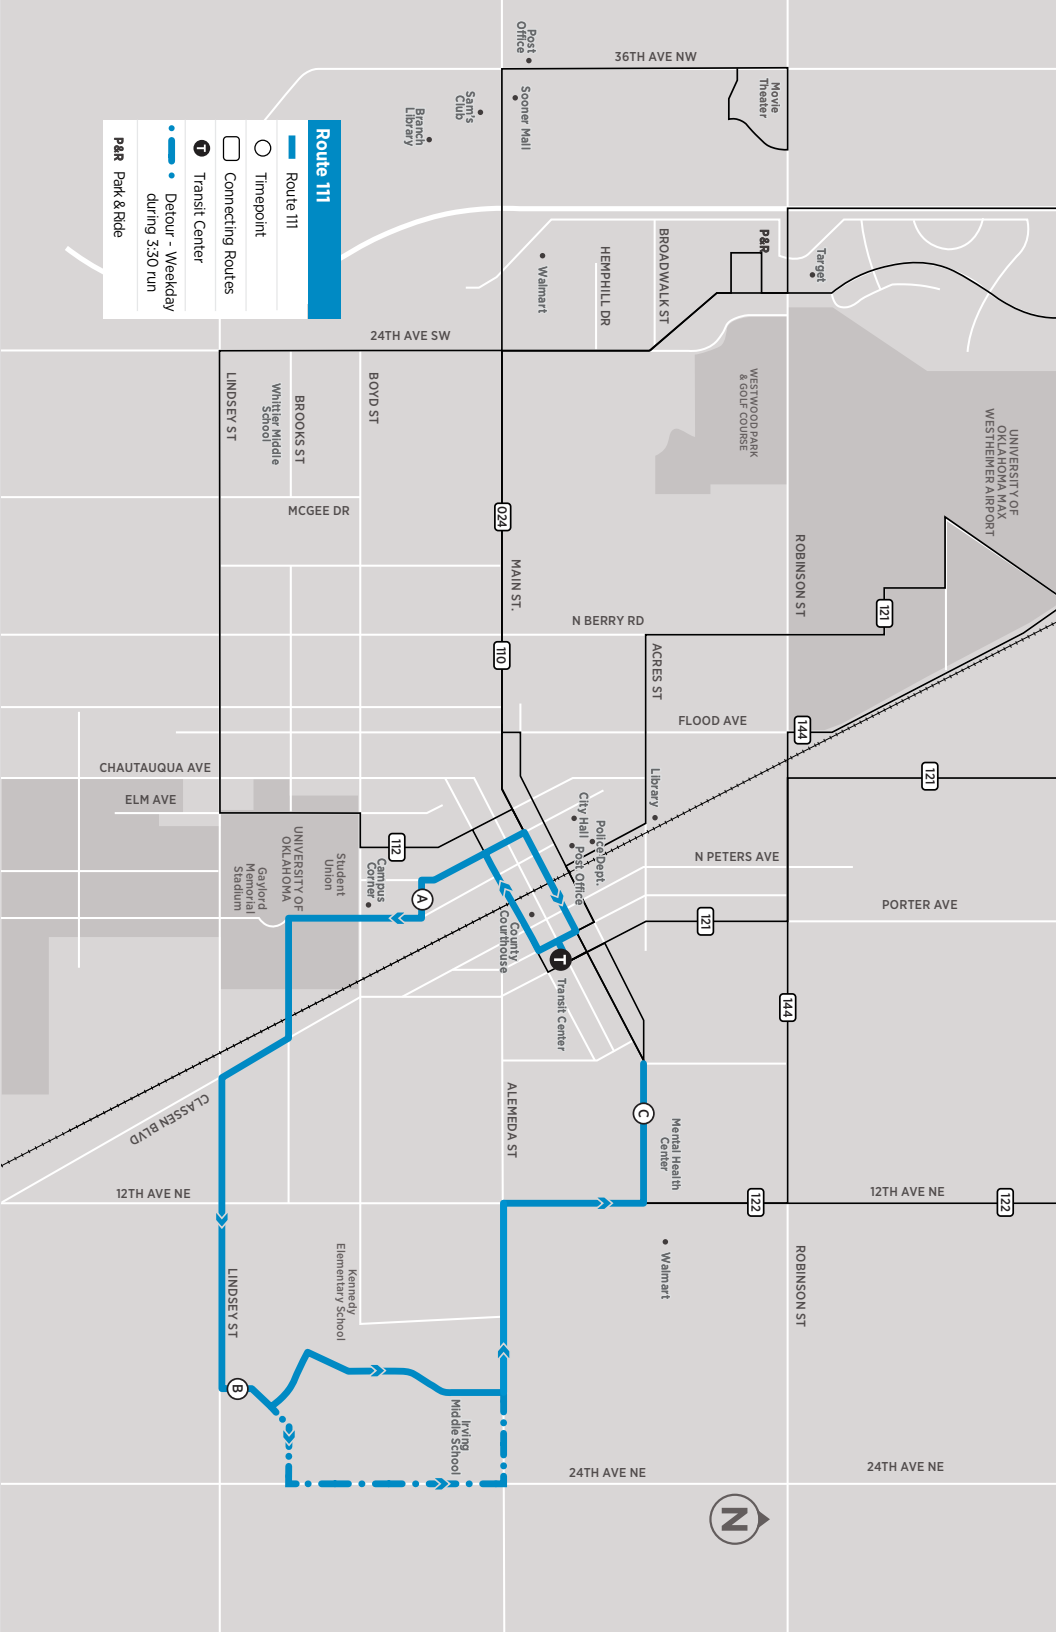 Route 111
Route 111
Timepoint
Connecting Routes
T
Transit Center
Detour - Weekday
during 3:30 run
P&R Park & Ride
Post
Office
36TH AVE NW
Movie
Theater
Sooner Mall
Sam's
Club
Branch
Library
P&R
Target
BROADWALK ST
HEMPHILL DR
Walmart
24TH AVE SW
LINDSEY ST
Whittier Middle
School
BROOKS ST
BOYD ST
WESTWOOD PARK
& GOLF COURSE
UNIVERSITY OF
OKLAHOMA MAX
WESTHEIMER AIRPORT
MCGEE DR
024
MAIN ST.
ROBINSON ST
121
N BERRY RD
110
ACRES ST
FLOOD AVE
144
121
CHAUTAUQUA AVE
ELM AVE
Library
City Hall
Police Dept.
Post Office
112
N PETERS AVE
PORTER AVE
121
UNIVERSITY OF
OKLAHOMA
Gaylord
Memorial
Stadium
Student
Union
Campus
Corner
A
County
Courthouse
T
Transit Center
144
CLASSEN BLVD
ALEMEDA ST
C
Mental Health
Center
12TH AVE NE
122
12TH AVE NE
122
Walmart
ROBINSON ST
LINDSEY ST
Kennedy
Elementary School
B
Irving
Middle School
24TH AVE NE
24TH AVE NE
N